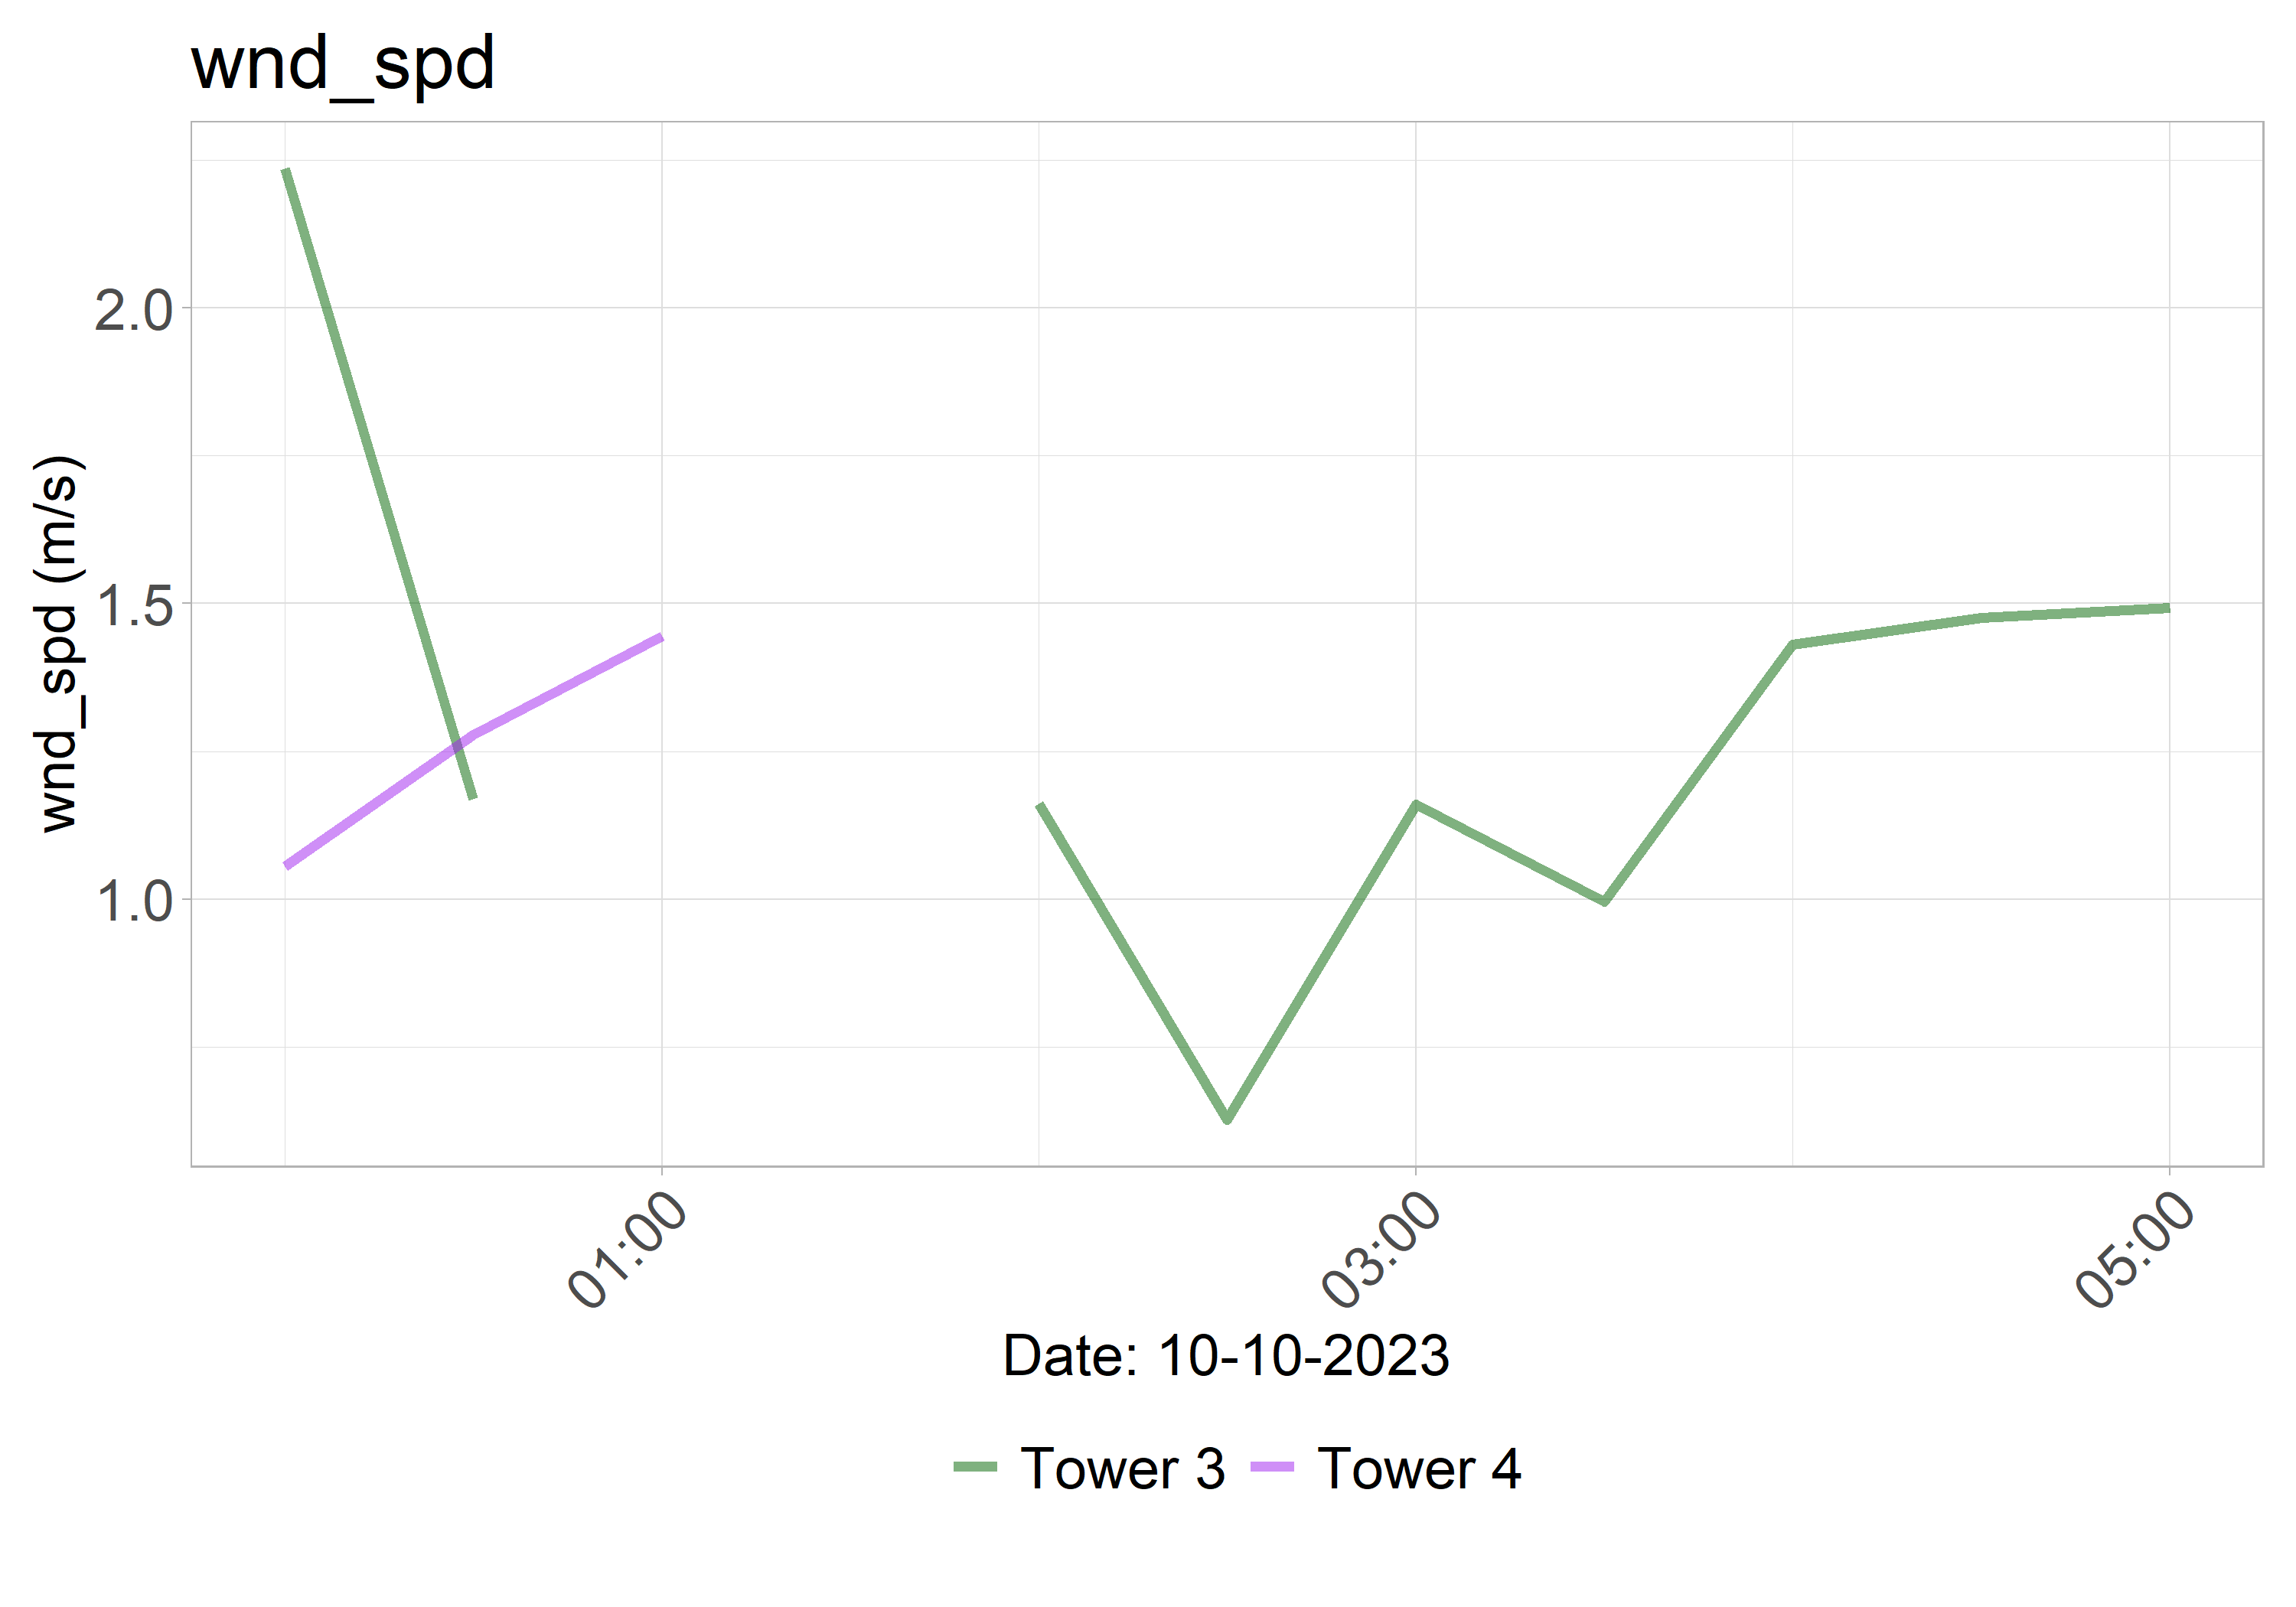 wnd_spd
wnd_spd (m/s)
2.0
1.5
1.0
01:00
03:00
05:00
Date: 10-10-2023
Tower 3
Tower 4